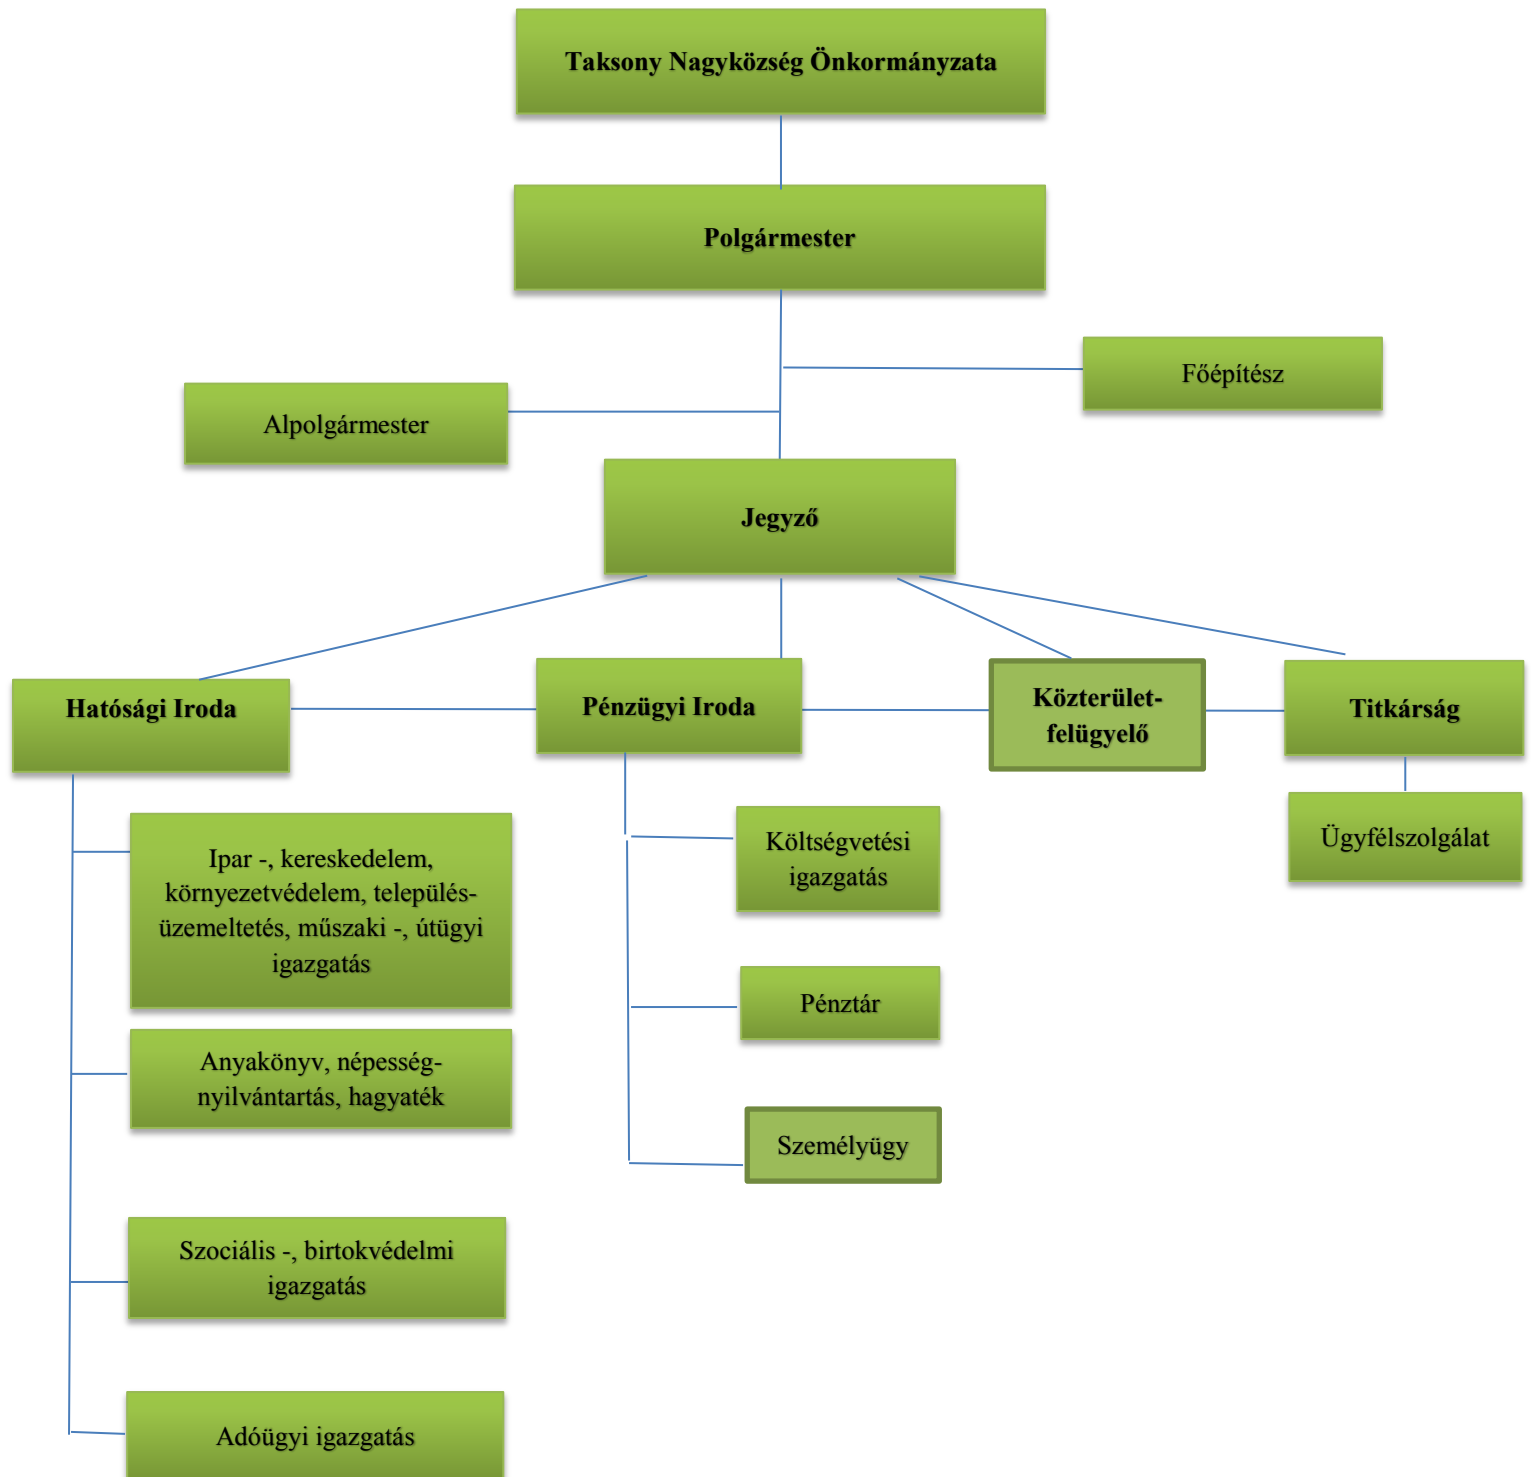 Taksony Nagyközség Önkormányzata
Polgármester
Főépítész
Alpolgármester
Jegyző
Hatósági Iroda
Pénzügyi Iroda
Közterület-
felügyelő
Titkárság
Ipar -, kereskedelem,
környezetvédelem, település-
üzemeltetés, műszaki -, útügyi
igazgatás
Anyakönyv, népesség-
nyilvántartás, hagyaték
Szociális -, birtokvédelmi
igazgatás
Adóügyi igazgatás
Költségvetési
igazgatás
Pénztár
Személyügy
Ügyfélszolgálat